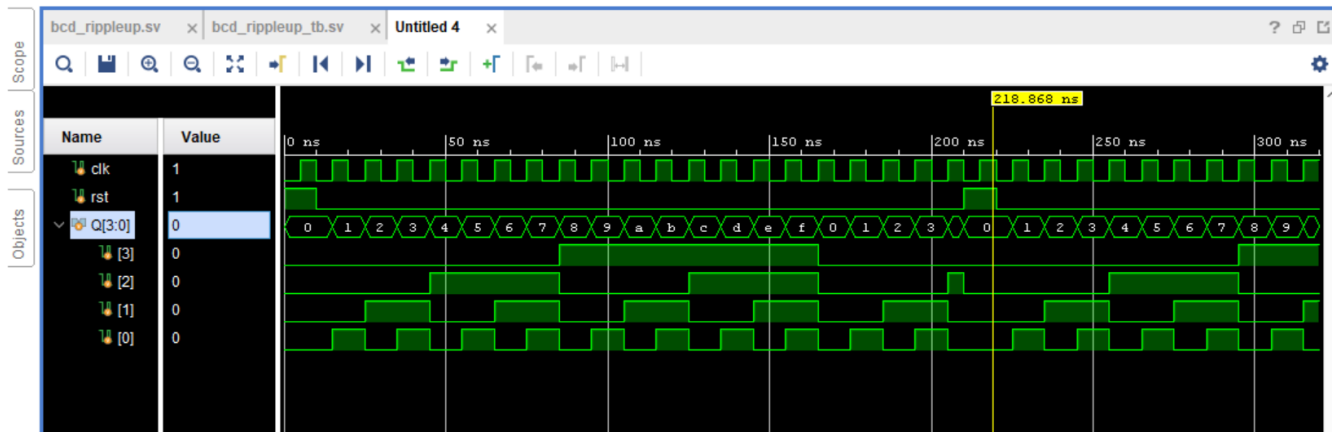 bcd_rippleup.sv × bcd_rippleup_tb.sv × Untitled 4 ×
?
Scope
Sources
Objects
218.868 ns
Name Value
0 ns 50 ns 100 ns 150 ns 200 ns 250 ns 300 ns
clk 1
rst 1
Q[3:0] 0 0 1 2 3 4 5 6 7 8 9 a b c d e f 0 1 2 3 0 1 2 3 4 5 6 7 8 9
[3] 0
[2] 0
[1] 0
[0] 0